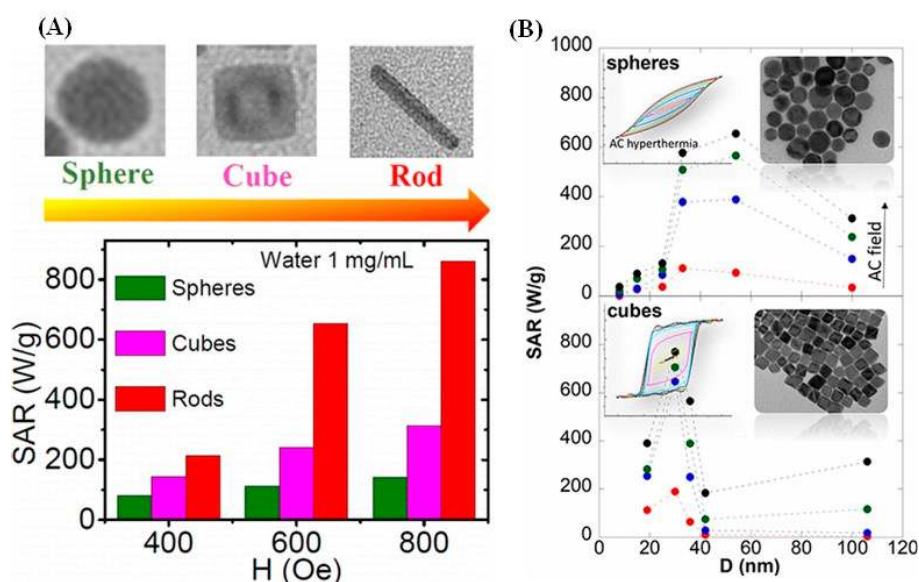 (A)
Sphere Cube Rod
Water 1 mg/mL
Spheres
Cubes
Rods
SAR (W/g)
800
600
400
200
0
400 600 800
H (Oe)
(B)
1000
800
600
400
200
0
spheres
AC hyperthermia
AC field
SAR (W/g)
cubes
800
600
400
200
0
0 20 40 60 80 100 120
D (nm)